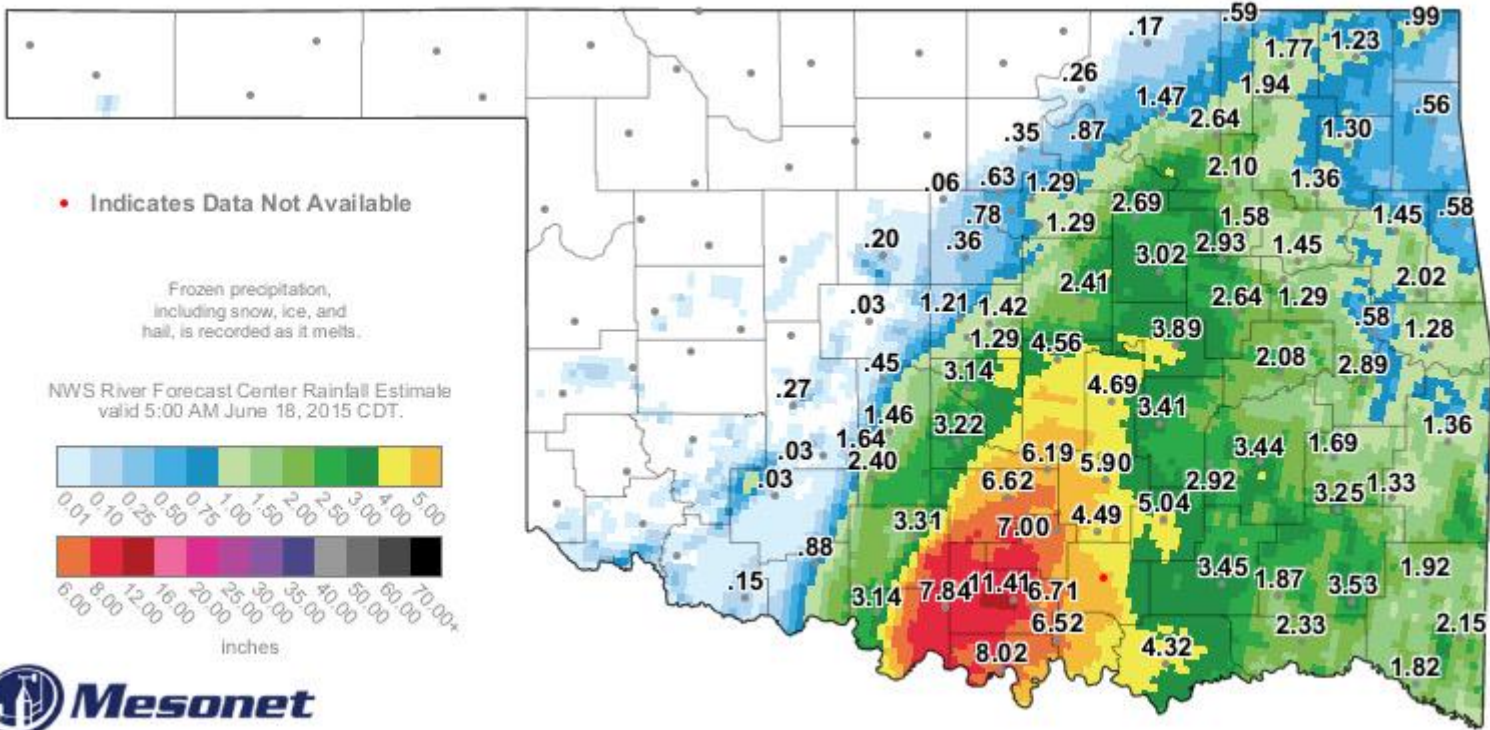 .59 .99
.17 1.77 1.23
.26 1.94
1.47 .56
2.64 1.30
.35 .87
2.10
.06 .63 1.29 1.36
Indicates Data Not Available
2.69 1.45 .58
.78 1.29 1.58
.20 .36 2.93 1.45
3.02
2.41 2.02
Frozen precipitation,
including snow, ice, and
hail, is recorded as it melts.
.03 1.21 1.42 2.64 1.29
.58 1.28
1.29 4.56 3.89
.45 3.14 2.08 2.89
NWS River Forecast Center Rainfall Estimate
valid 5:00 AM June 18, 2015 CDT.
.27 4.69
3.41
1.46 3.22 1.36
1.64 3.44 1.69
.03 2.40 6.19 5.90
.03 6.62 2.92 3.25 1.33
0.01 0.10 0.25 0.50 0.75 1.00 1.50 2.00 2.50 3.00 4.00 5.00
5.04
3.31 7.00 4.49
.88
3.45 1.92
.15 3.14 7.84 11.41 6.71 1.87 3.53
6.00 8.00 12.00 16.00 20.00 25.00 30.00 35.00 40.00 50.00 60.00 70.00+
6.52 2.33 2.15
inches
8.02 4.32
1.82
Mesonet